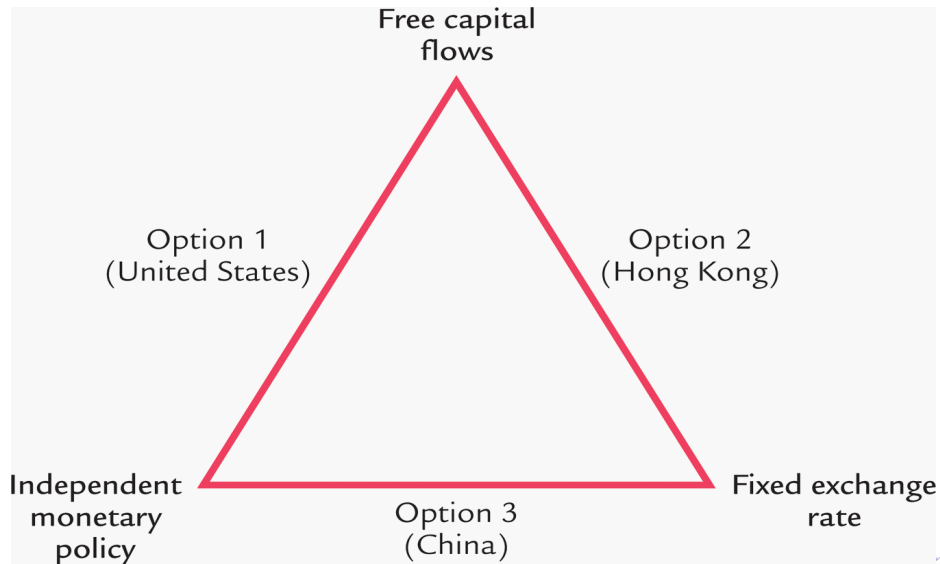 Free capital
flows
Option 1
(United States)
Option 2
(Hong Kong)
Independent
monetary
policy
Fixed exchange
rate
Option 3
(China)